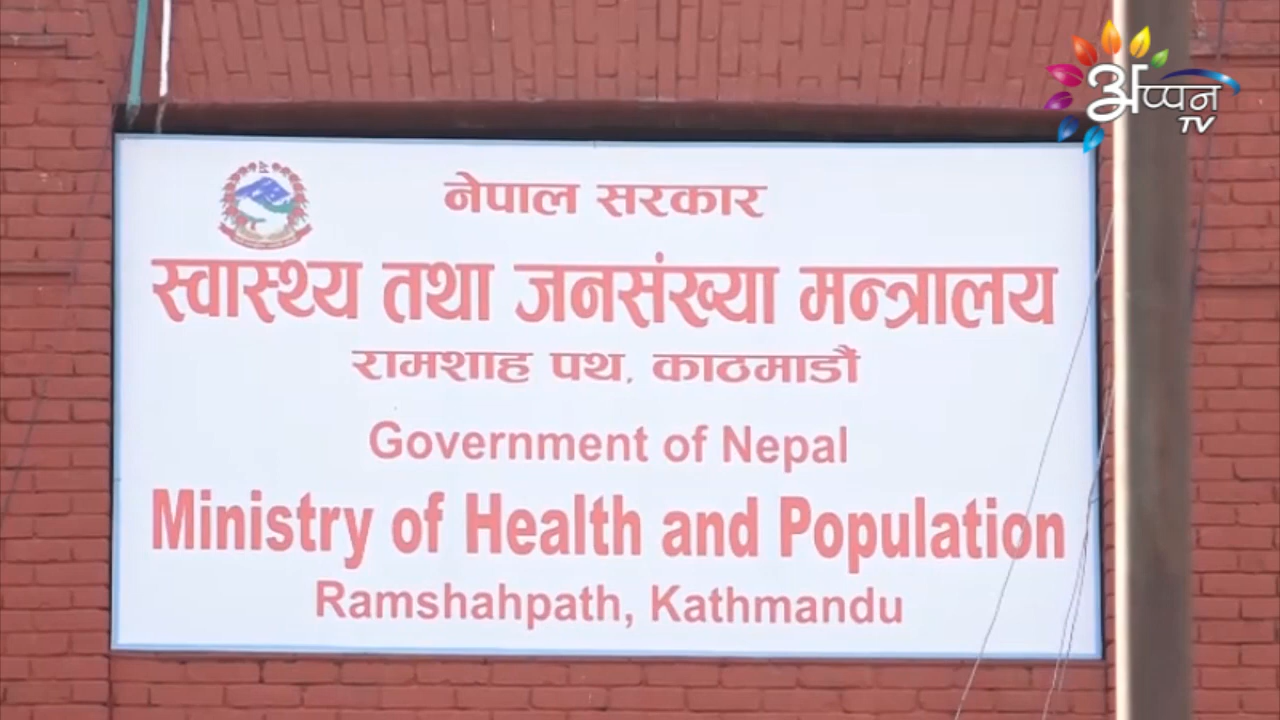 अप्पन
TV
नेपाल सरकार
स्वास्थ्य तथा जनसंख्या मन्त्रालय
रामशाह पथ, काठमाडौं
Government of Nepal
Ministry of Health and Population
Ramshahpath, Kathmandu